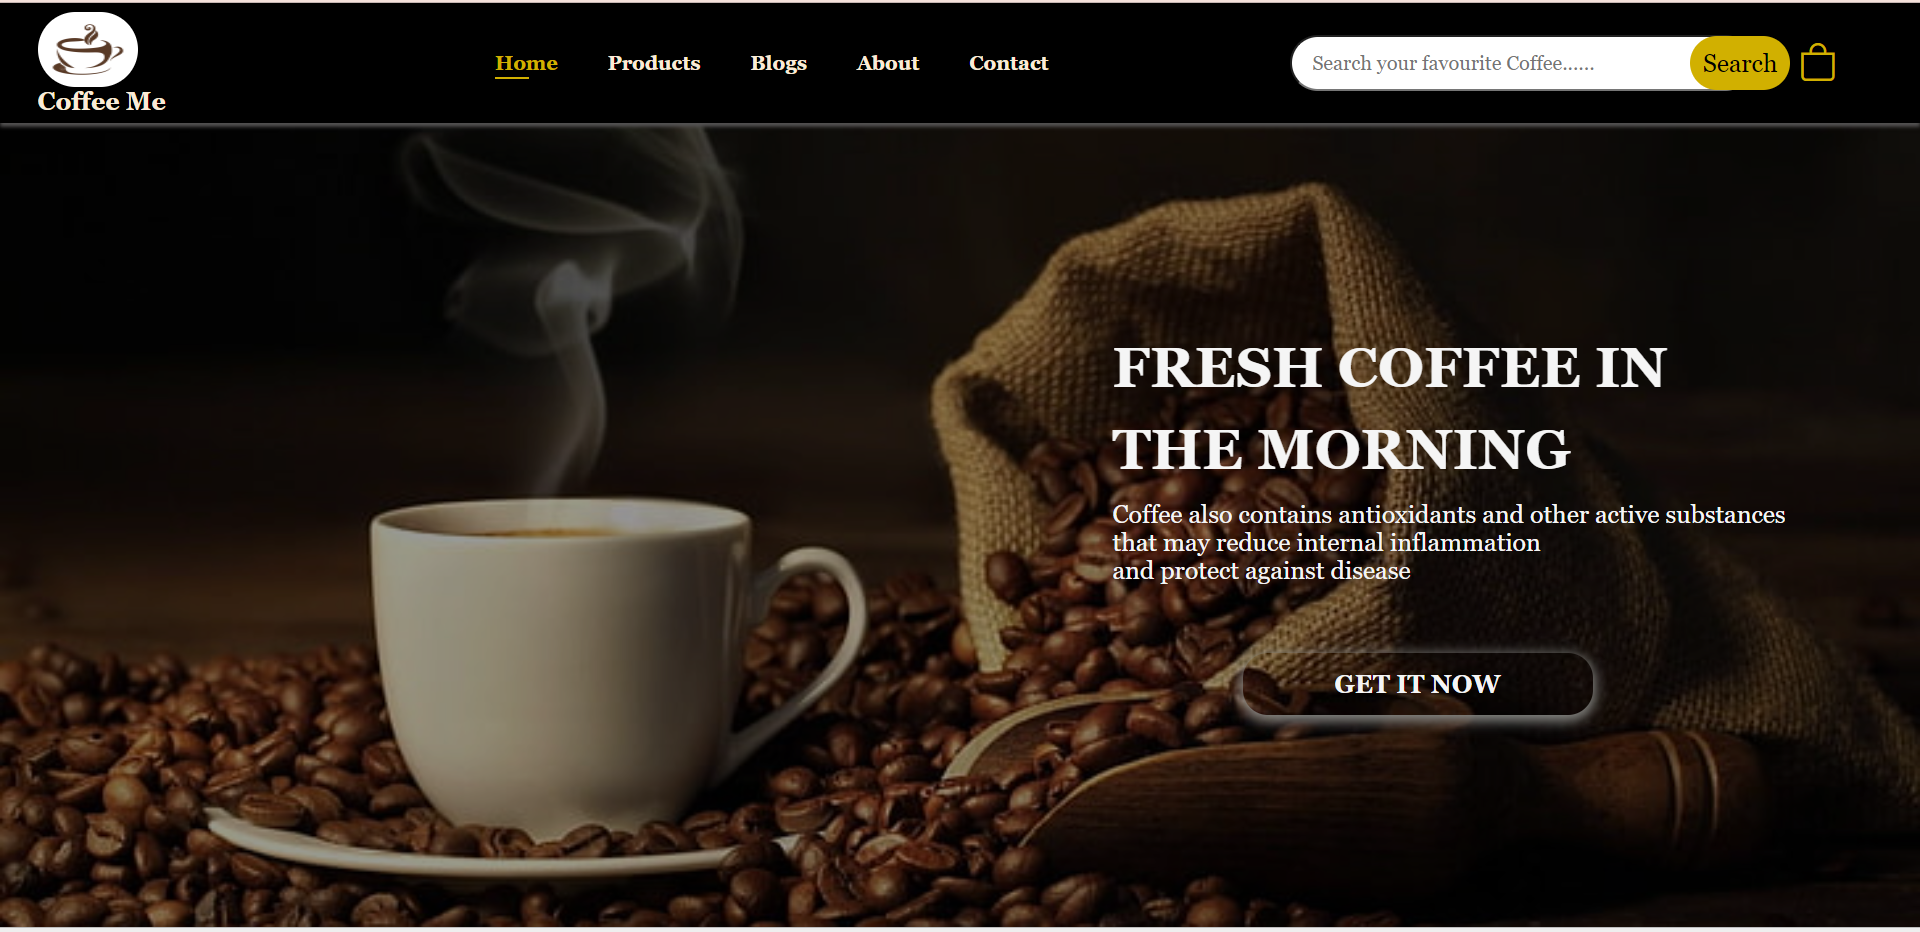 Coffee Me
Home Products Blogs About Contact
Search your favourite Coffee...... Search
FRESH COFFEE IN
THE MORNING
Coffee also contains antioxidants and other active substances
that may reduce internal inflammation
and protect against disease
GET IT NOW